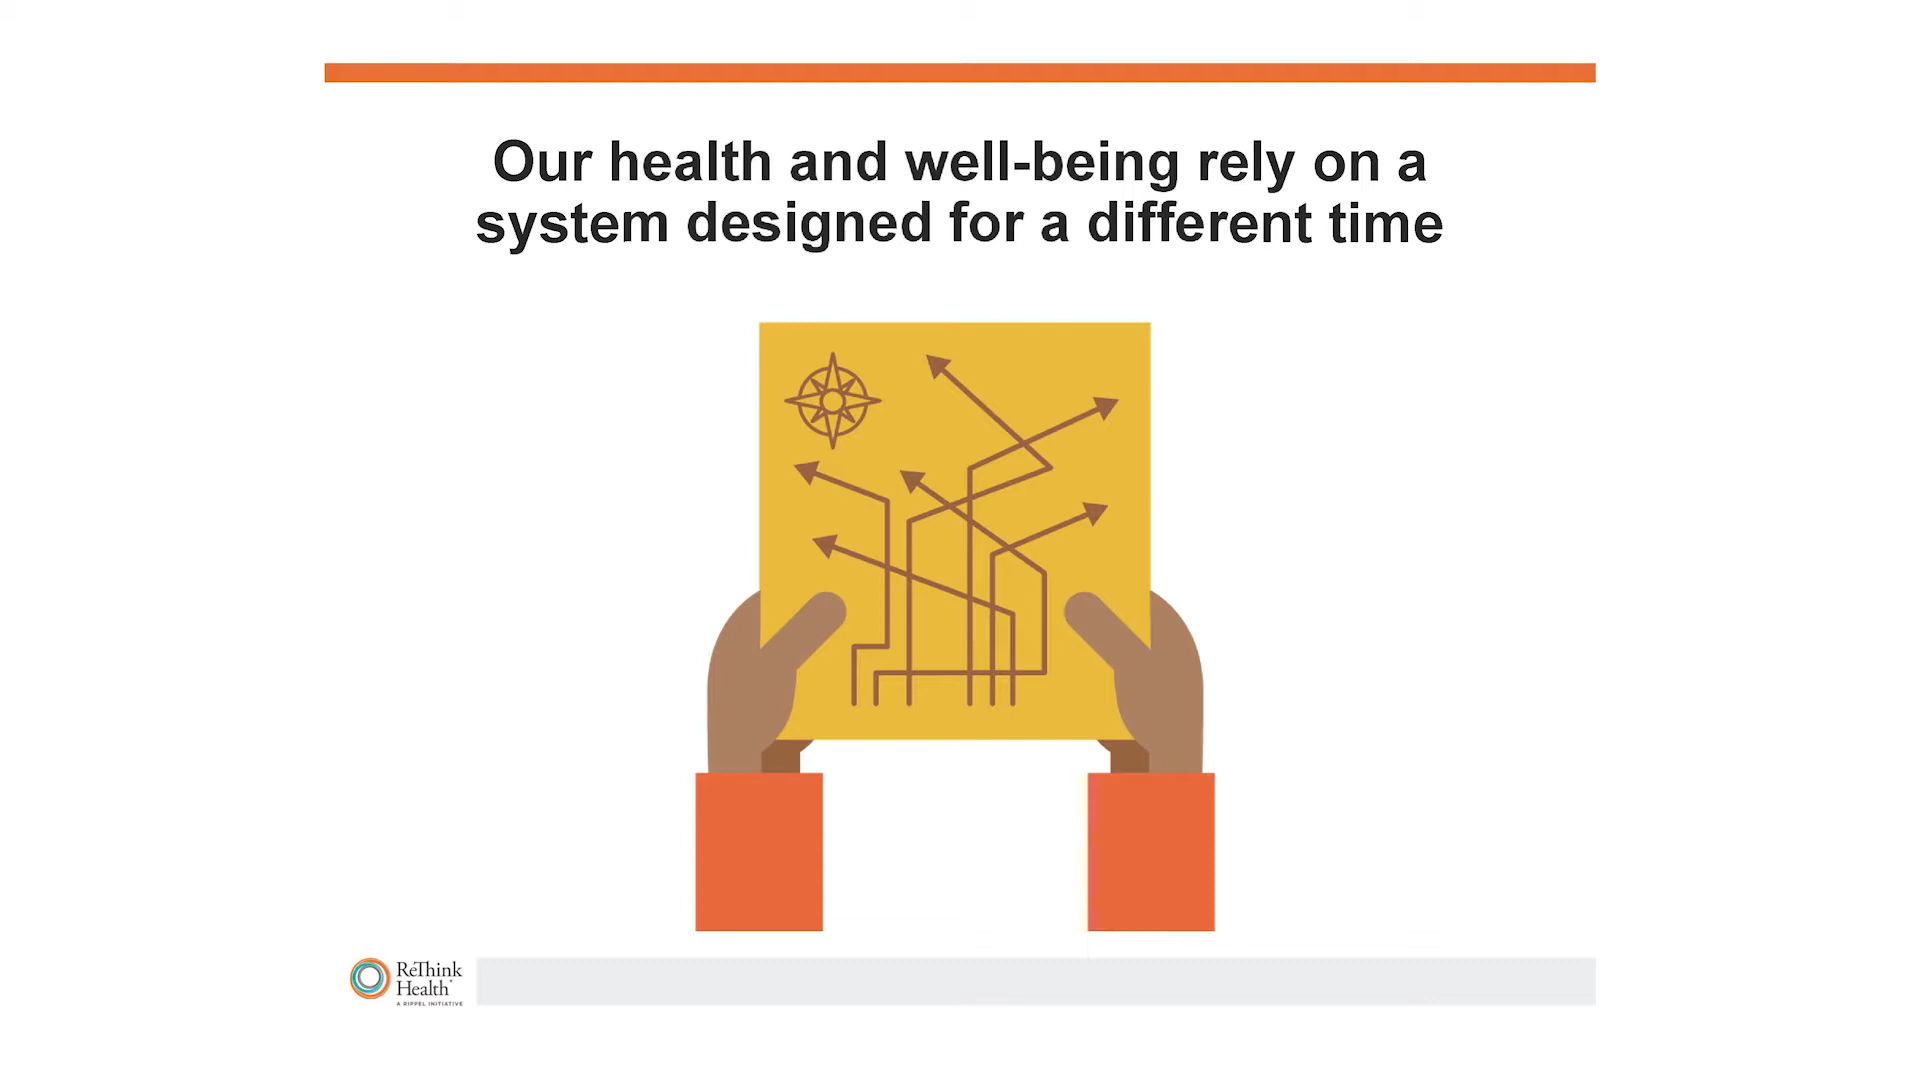 Our health and well-being rely on a
system designed for a different time
ReThink
Health
A RIPPEL INITIATIVE